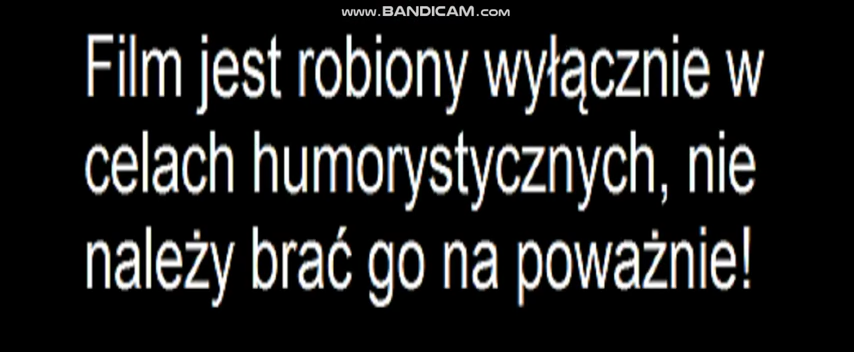 www.BANDICAM.com
Film jest robiony wyłącznie w
celach humorystycznych, nie
należy brać go na poważnie!